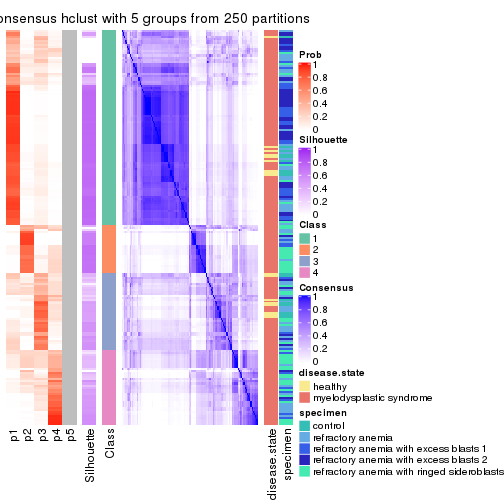 onsensus hclust with 5 groups from 250 partitions
Prob
1
0.8
0.6
0.4
0.2
0
Silhouette
1
0.8
0.6
0.4
0.2
0
Class
1
2
3
4
Consensus
1
0.8
0.6
0.4
0.2
0
disease.state
healthy
myelodysplastic syndrome
specimen
control
refractory anemia
refractory anemia with excess blasts 1
refractory anemia with excess blasts 2
refractory anemia with ringed sideroblasts
p1
p2
p3
p4
p5
Silhouette
Class
disease.state
specimen